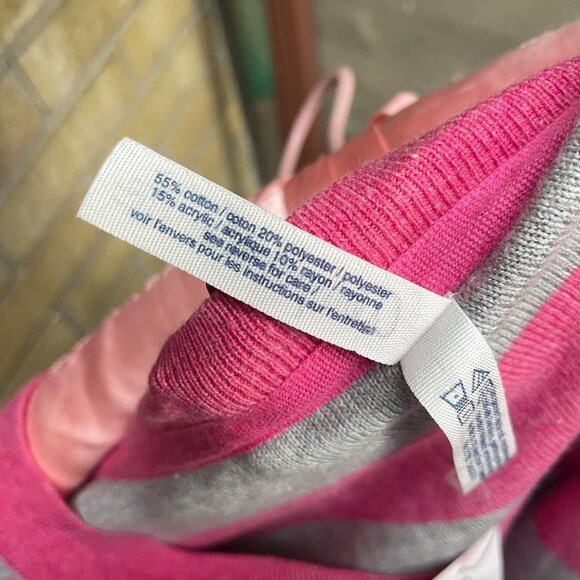 55% cotton / coton 20% polyester / polyester
15% acrylic / acrylique 10% rayon / rayonne
see reverse for care /
voir l'envers pour les instructions sur l'entretien